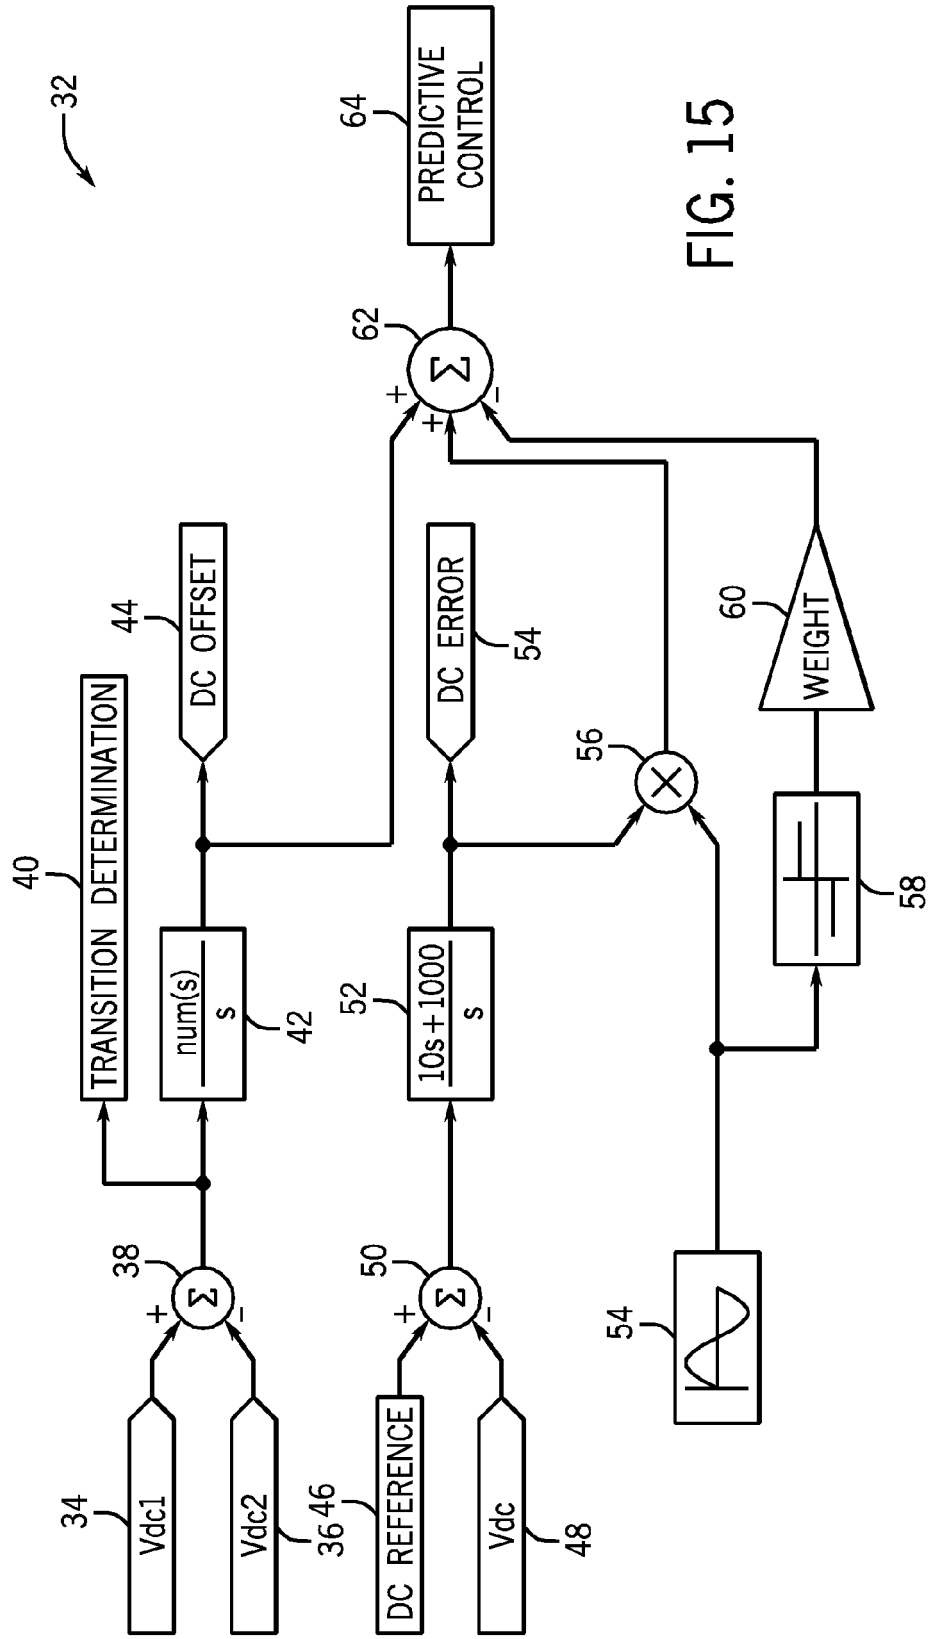 32
40
TRANSITION DETERMINATION
44
DC OFFSET
34
Vdc1
+
38
Σ
-
Vdc2
36
num(s)
s
42
46
DC REFERENCE
+
50
Σ
-
Vdc
48
52
10s+1000
s
DC ERROR
54
+
+
-
62
Σ
64
PREDICTIVE
CONTROL
54
56
58
60
WEIGHT
FIG. 15